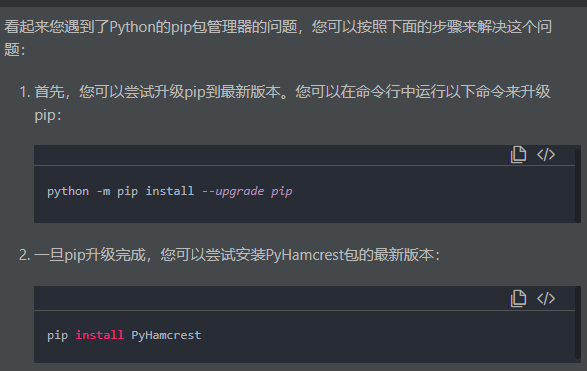 看起来您遇到了Python的pip包管理器的问题，您可以按照下面的步骤来解决这个问
题：
1. 首先，您可以尝试升级pip到最新版本。您可以在命令行中运行以下命令来升级
pip：
python -m pip install --upgrade pip
2. 一旦pip升级完成，您可以尝试安装PyHamcrest包的最新版本：
pip install PyHamcrest